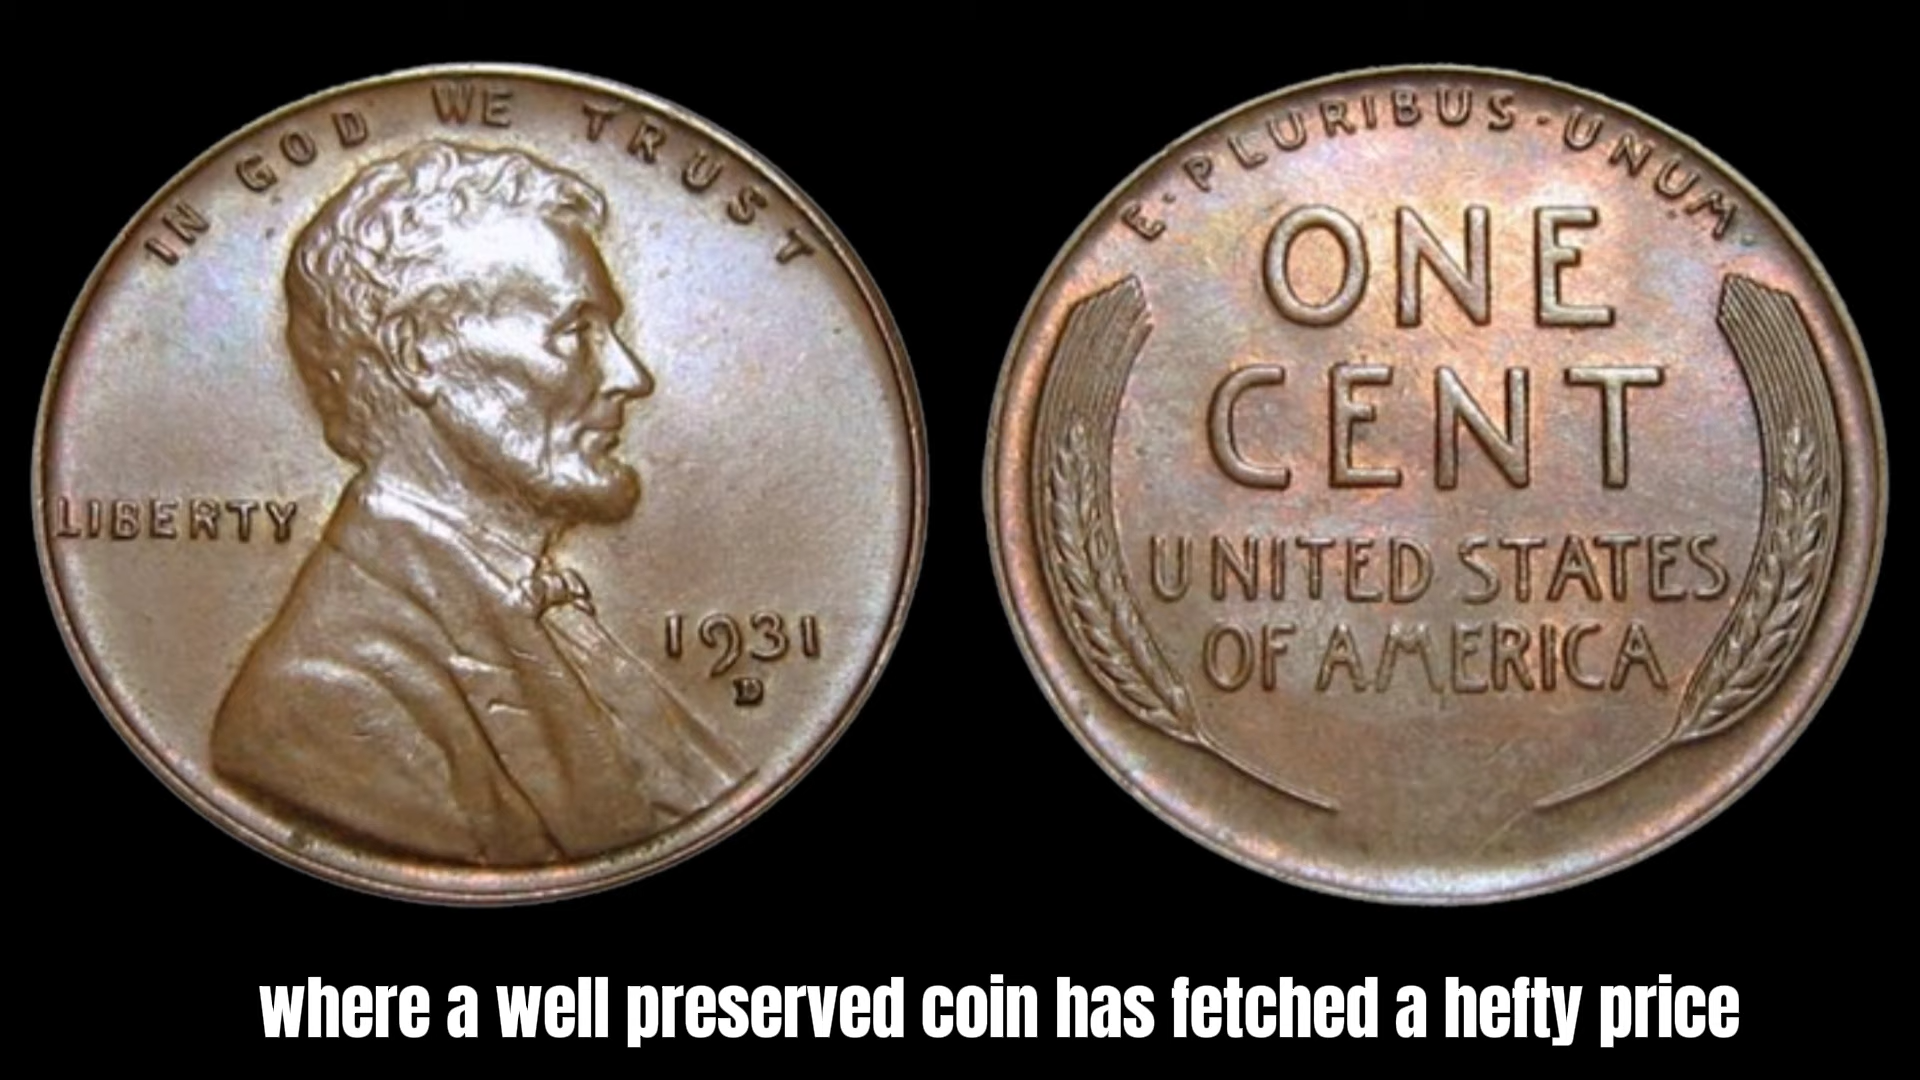 IN GOD WE TRUST
LIBERTY
1931
D
E·PLURIBUS·UNUM
ONE
CENT
UNITED STATES
OF AMERICA
where a well preserved coin has fetched a hefty price